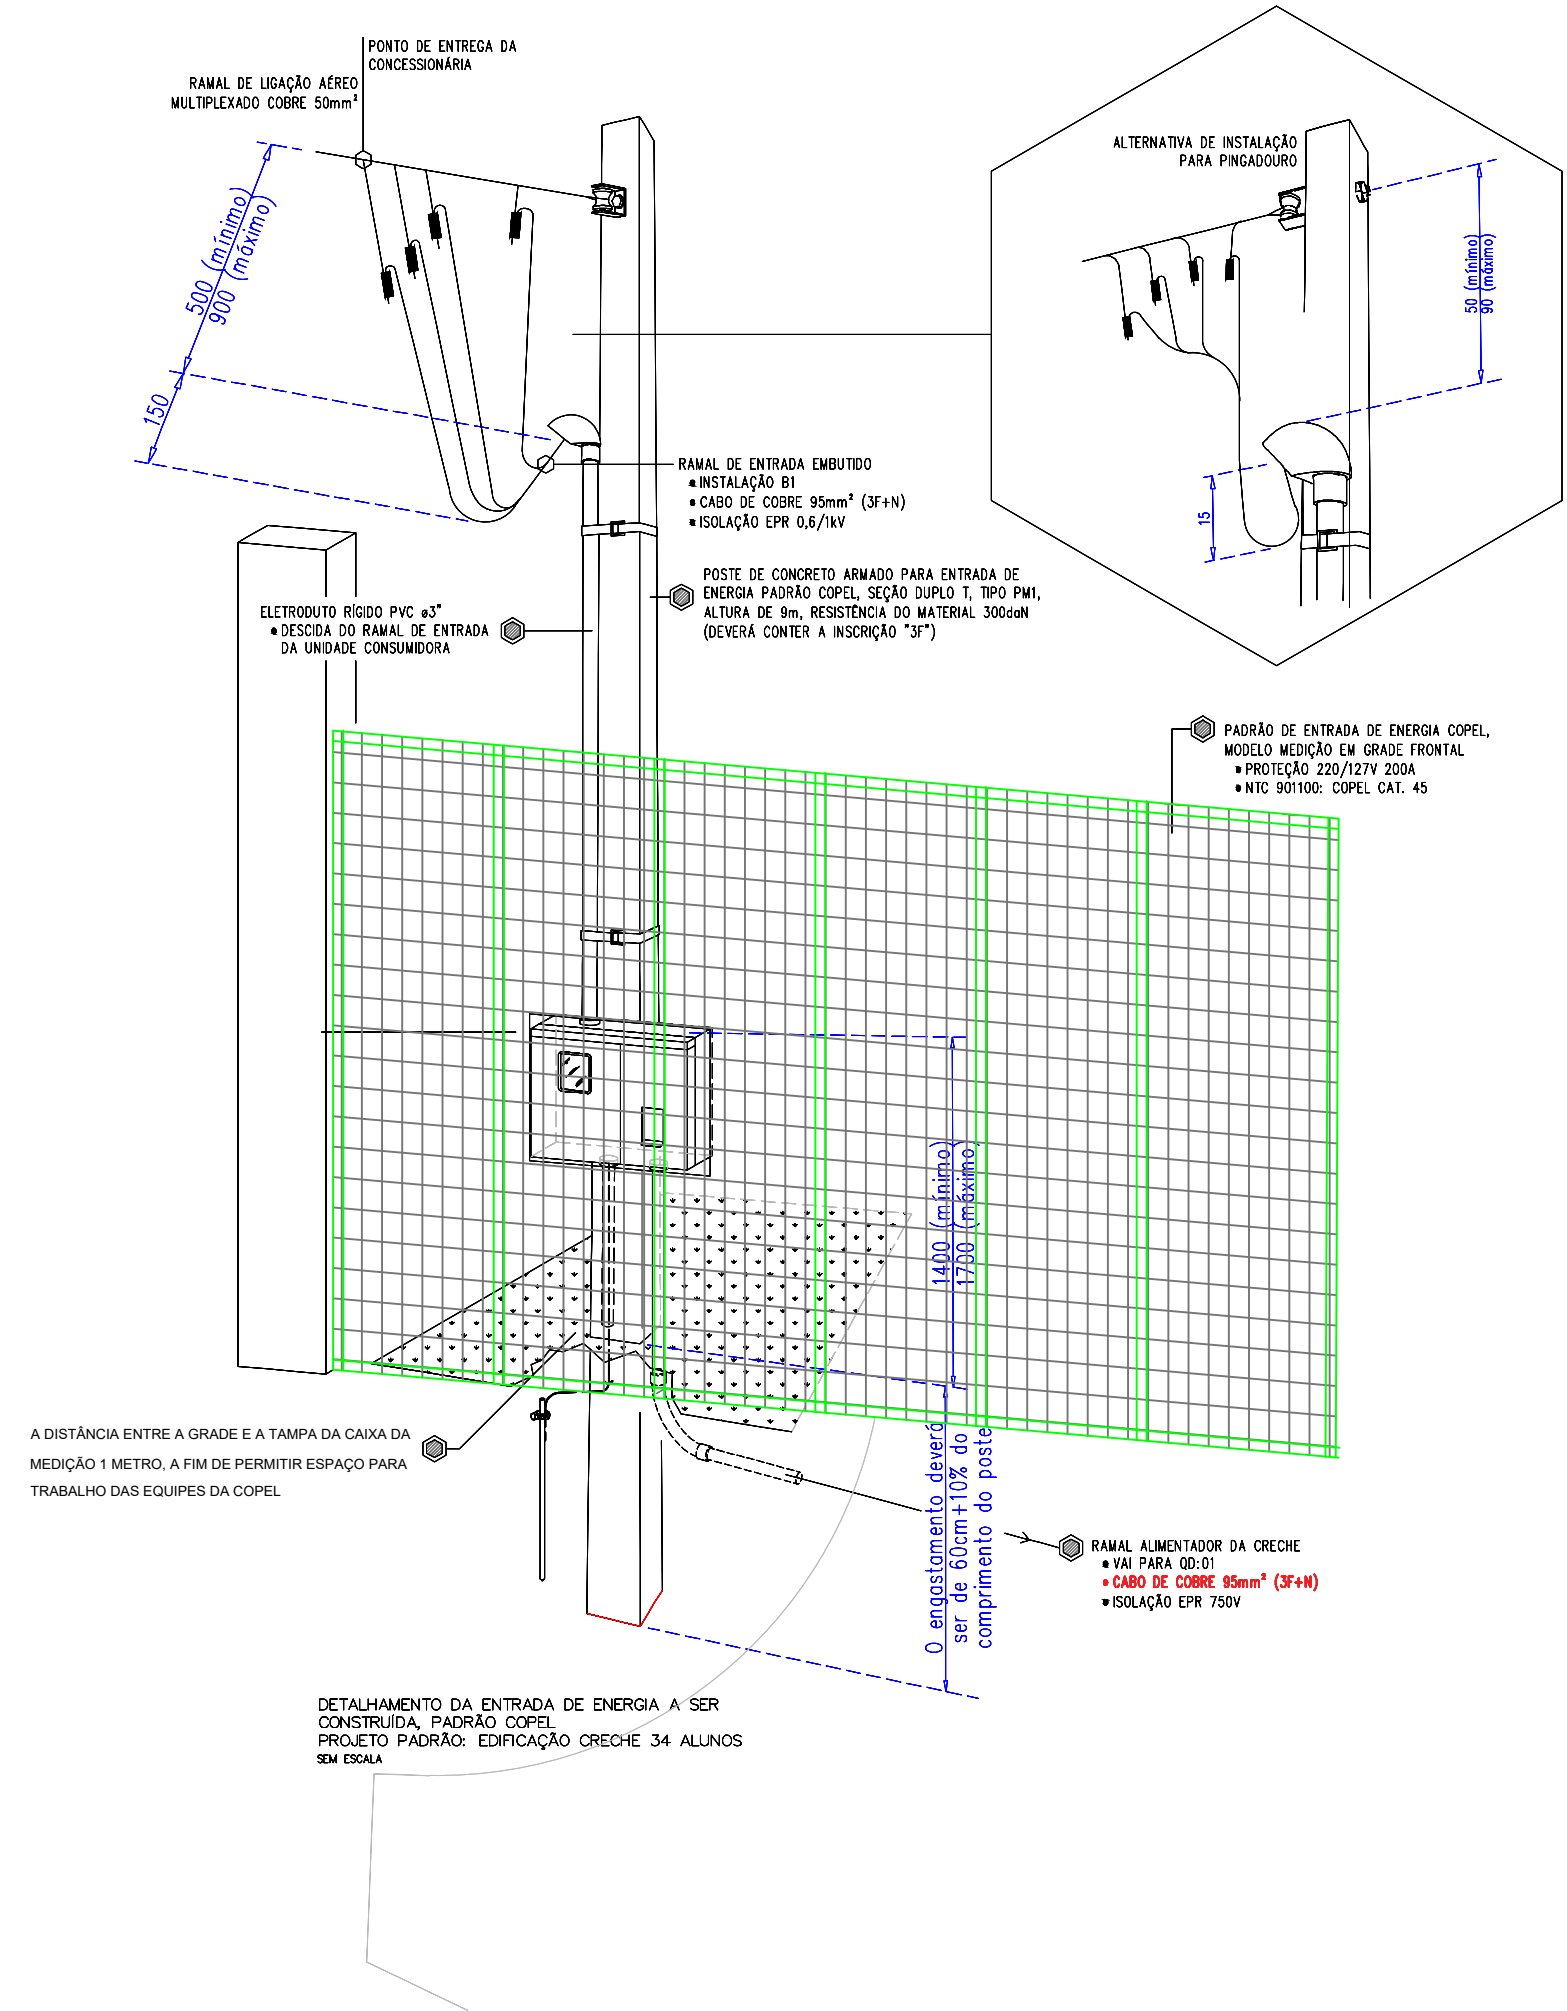 PONTO DE ENTREGA DA
CONCESSIONÁRIA
RAMAL DE LIGAÇÃO AÉREO
MULTIPLEXADO COBRE 50mm²
500 (mínimo)
900 (máximo)
150
ALTERNATIVA DE INSTALAÇÃO
PARA PINGADOURO
50 (mínimo)
90 (máximo)
15
RAMAL DE ENTRADA EMBUTIDO
• INSTALAÇÃO B1
• CABO DE COBRE 95mm² (3F+N)
• ISOLAÇÃO EPR 0,6/1kV
POSTE DE CONCRETO ARMADO PARA ENTRADA DE
ENERGIA PADRÃO COPEL, SEÇÃO DUPLO T, TIPO PM1,
ALTURA DE 9m, RESISTÊNCIA DO MATERIAL 300daN
(DEVERÁ CONTER A INSCRIÇÃO "3F")
ELETRODUTO RÍGIDO PVC ø3"
• DESCIDA DO RAMAL DE ENTRADA
DA UNIDADE CONSUMIDORA
PADRÃO DE ENTRADA DE ENERGIA COPEL,
MODELO MEDIÇÃO EM GRADE FRONTAL
• PROTEÇÃO 220/127V 200A
• NTC 901100: COPEL CAT. 45
1400 (mínimo)
1700 (máximo)
A DISTÂNCIA ENTRE A GRADE E A TAMPA DA CAIXA DA
MEDIÇÃO 1 METRO, A FIM DE PERMITIR ESPAÇO PARA
TRABALHO DAS EQUIPES DA COPEL
O engastamento deverá
ser de 60cm+10% do
comprimento do poste
RAMAL ALIMENTADOR DA CRECHE
• VAI PARA QD:01
• CABO DE COBRE 95mm² (3F+N)
• ISOLAÇÃO EPR 750V
DETALHAMENTO DA ENTRADA DE ENERGIA A SER
CONSTRUÍDA, PADRÃO COPEL
PROJETO PADRÃO: EDIFICAÇÃO CRECHE 34 ALUNOS
SEM ESCALA